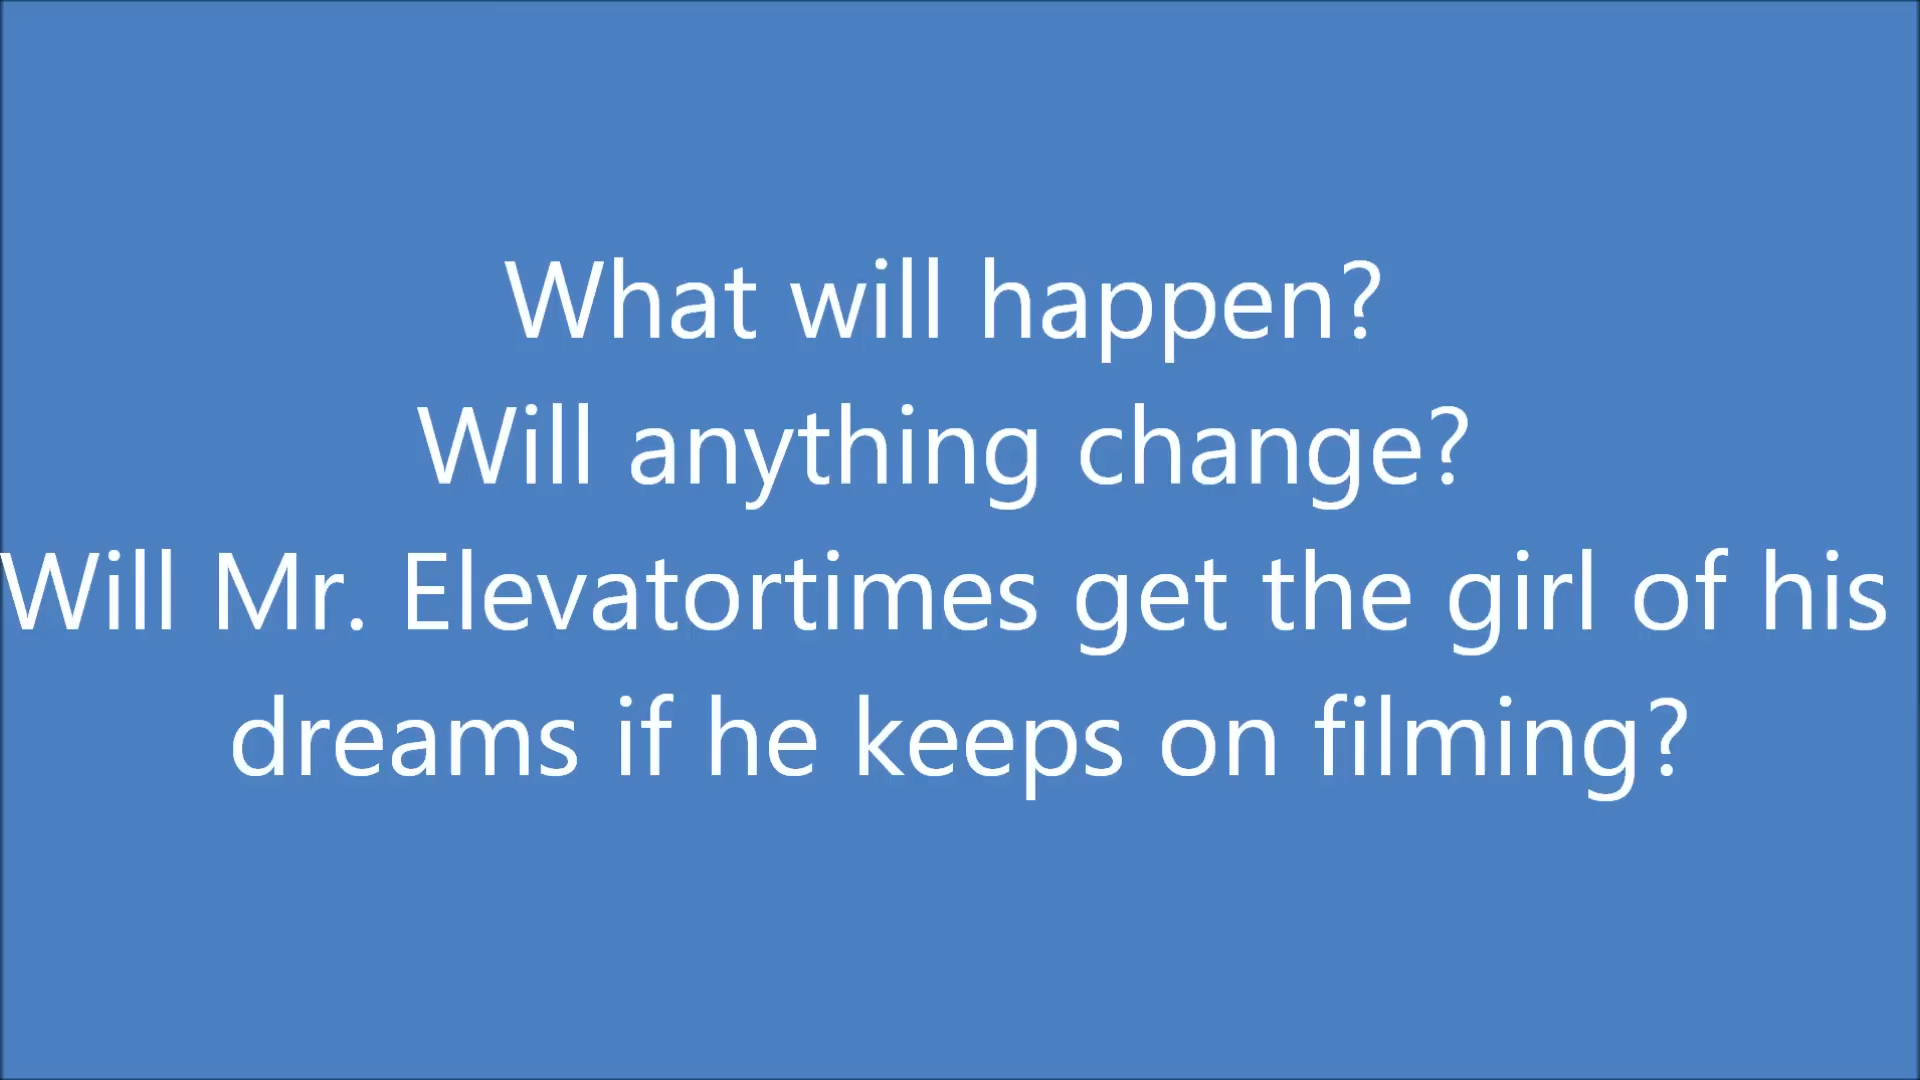 What will happen?
Will anything change?
Will Mr. Elevatortimes get the girl of his
dreams if he keeps on filming?